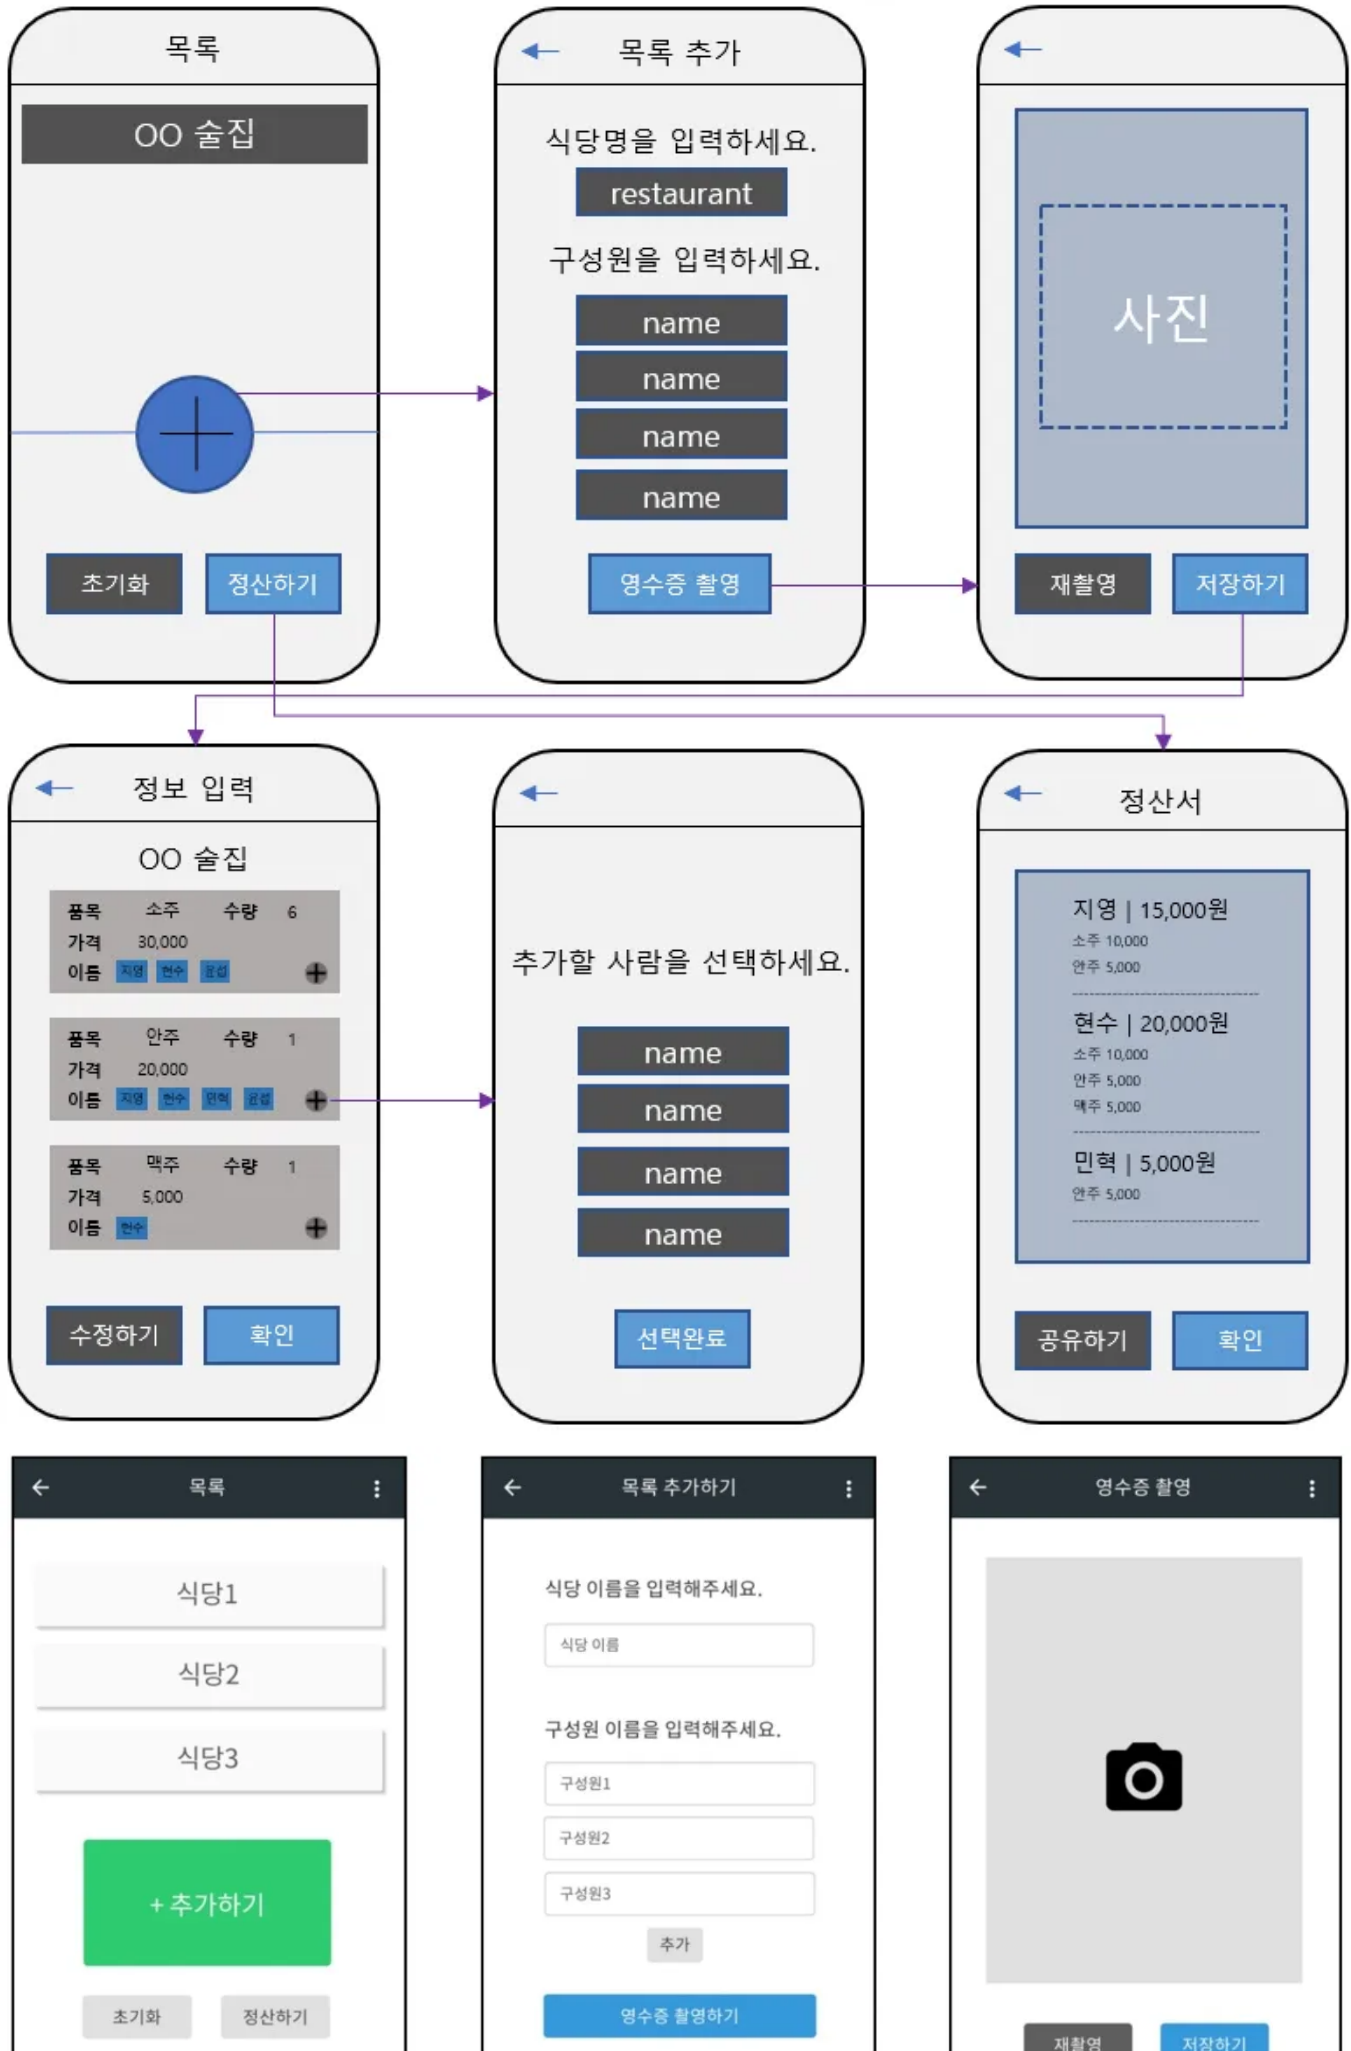 목록
OO 술집
초기화
정산하기
목록 추가
식당명을 입력하세요.
restaurant
구성원을 입력하세요.
name
name
name
name
영수증 촬영
사진
재촬영
저장하기
정보 입력
OO 술집
품목 소주 수량 6
가격 30,000
이름 지영 현수 윤섭
품목 안주 수량 1
가격 20,000
이름 지영 현수 민혁 윤섭
품목 맥주 수량 1
가격 5,000
이름 현수
수정하기
확인
추가할 사람을 선택하세요.
name
name
name
name
선택완료
정산서
지영 | 15,000원
소주 10,000
안주 5,000
현수 | 20,000원
소주 10,000
안주 5,000
맥주 5,000
민혁 | 5,000원
안주 5,000
공유하기
확인
목록
식당1
식당2
식당3
+ 추가하기
초기화
정산하기
목록 추가하기
식당 이름을 입력해주세요.
식당 이름
구성원 이름을 입력해주세요.
구성원1
구성원2
구성원3
추가
영수증 촬영하기
영수증 촬영
재촬영
저장하기